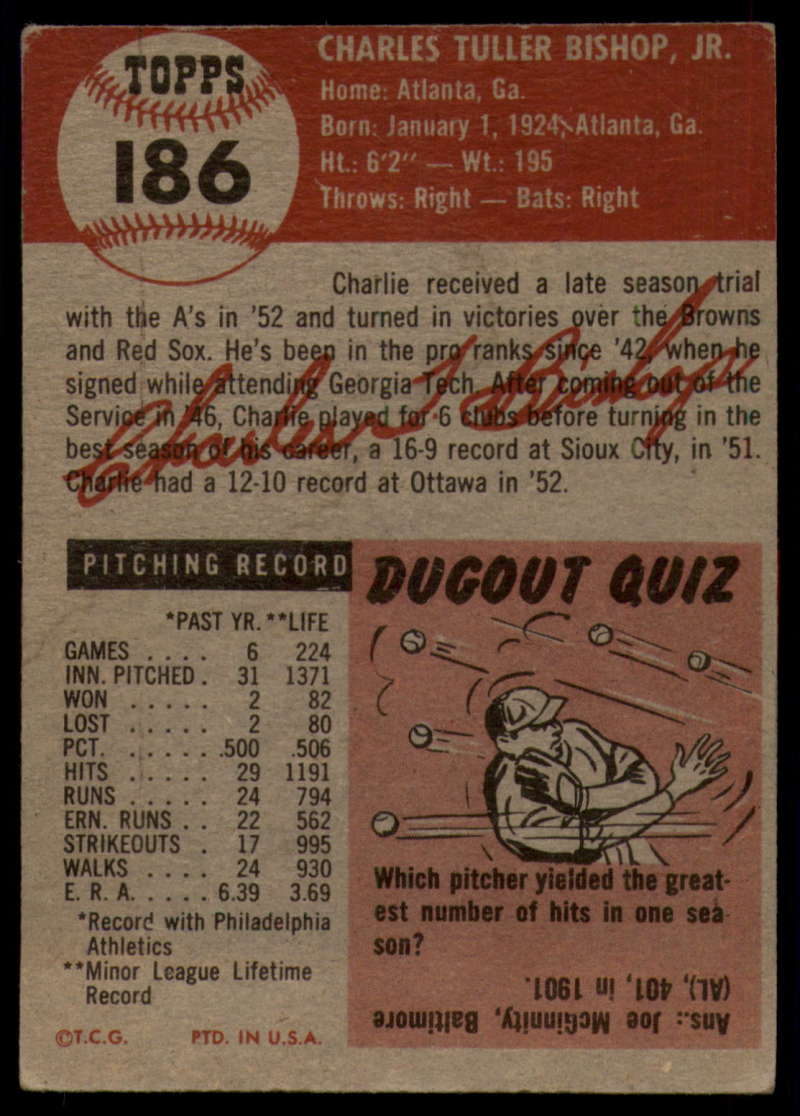 TOPPS
186
CHARLES TULLER BISHOP, JR.
Home: Atlanta, Ga.
Born: January 1, 1924, Atlanta, Ga.
Ht.: 6'2" — Wt.: 195
Throws: Right — Bats: Right
Charlie received a late season trial
with the A's in '52 and turned in victories over the Browns
and Red Sox. He's been in the pro ranks since '42, when he
signed while attending Georgia Tech. After coming out of the
Service in '46, Charlie played for 6 clubs before turning in the
best season of his career, a 16-9 record at Sioux City, in '51.
Charlie had a 12-10 record at Ottawa in '52.
Charles T Bishop
PITCHING RECORD
*PAST YR. **LIFE
GAMES . . . . 6 224
INN. PITCHED . 31 1371
WON . . . . . 2 82
LOST . . . . . 2 80
PCT. . . . . . .500 .506
HITS . . . . . 29 1191
RUNS . . . . . 24 794
ERN. RUNS . . 22 562
STRIKEOUTS . 17 995
WALKS . . . . 24 930
E. R. A. . . . . 6.39 3.69
*Record with Philadelphia
Athletics
**Minor League Lifetime
Record
©T.C.G. PTD. IN U.S.A.
DUGOUT QUIZ
Which pitcher yielded the great-
est number of hits in one sea-
son?
Ans.: Joe McGinnity, Baltimore
(AL), 401, in 1901.